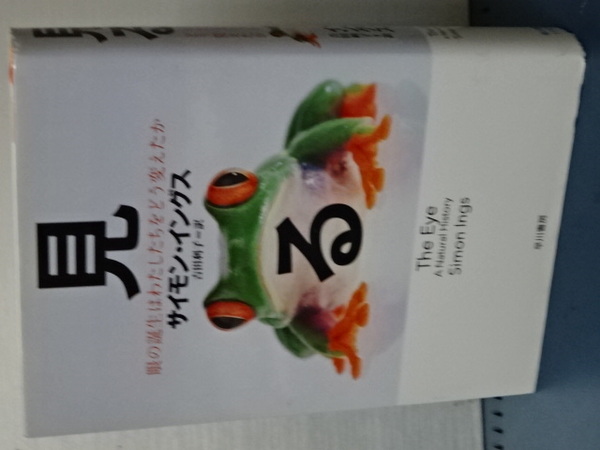 見る
眼の誕生はわたしたちをどう変えたか
サイモン・イングス
吉田利子=訳
The Eye
A Natural History
Simon Ings
早川書房